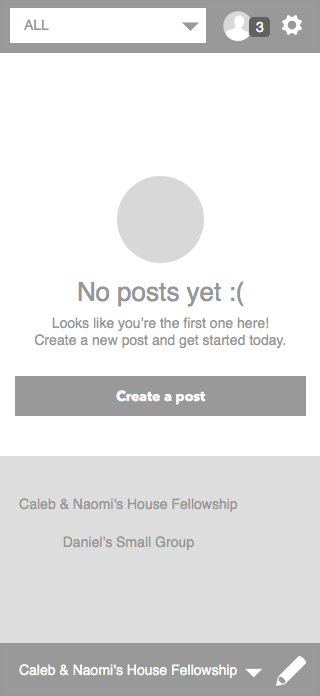 ALL
3
No posts yet :(
Looks like you're the first one here!
Create a new post and get started today.
Create a post
Caleb & Naomi's House Fellowship
Daniel's Small Group
Caleb & Naomi's House Fellowship